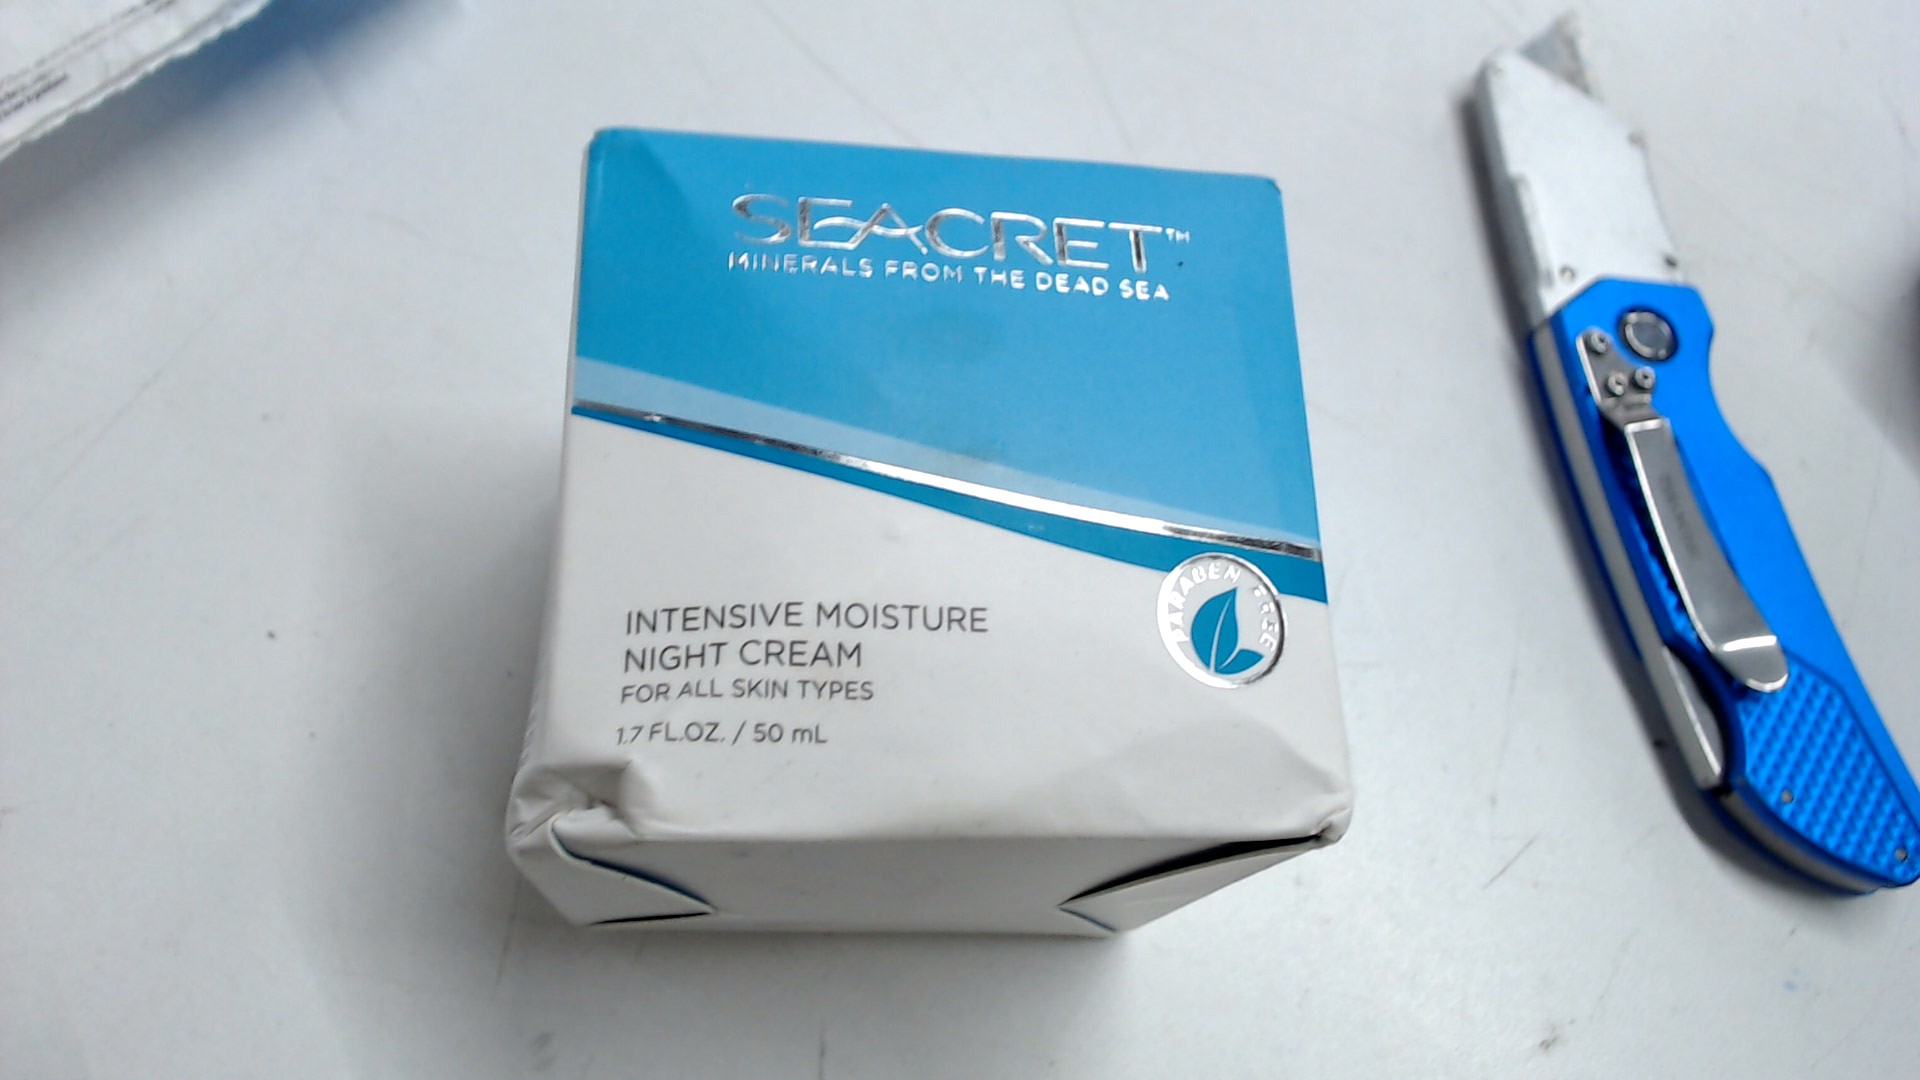 SEACRET™
MINERALS FROM THE DEAD SEA
PARABEN FREE
INTENSIVE MOISTURE
NIGHT CREAM
FOR ALL SKIN TYPES
1.7 FL.OZ. / 50 mL